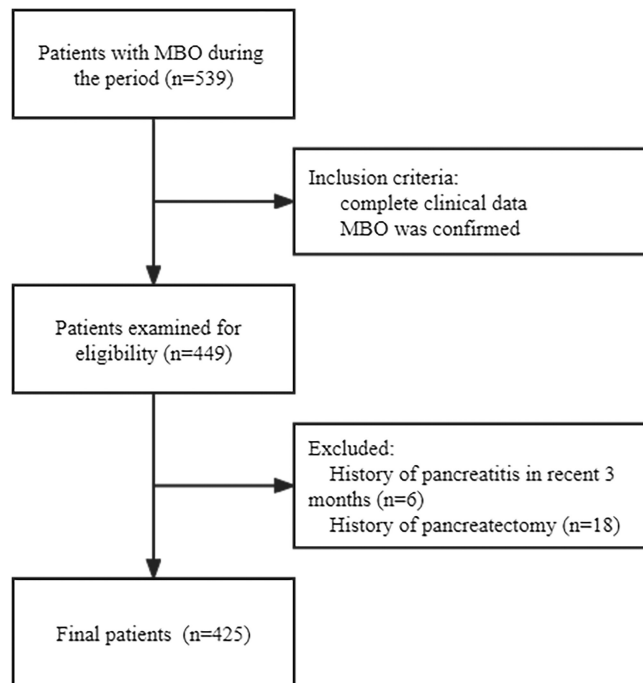 Patients with MBO during
the period (n=539)
Inclusion criteria:
complete clinical data
MBO was confirmed
Patients examined for
eligibility (n=449)
Excluded:
History of pancreatitis in recent 3
months (n=6)
History of pancreatectomy (n=18)
Final patients (n=425)